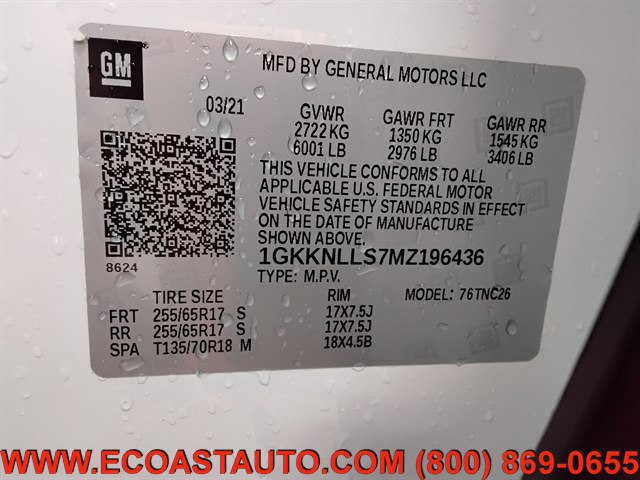 GM
MFD BY GENERAL MOTORS LLC
03/21
GVWR GAWR FRT GAWR RR
2722 KG 1350 KG 1545 KG
6001 LB 2976 LB 3406 LB
THIS VEHICLE CONFORMS TO ALL
APPLICABLE U.S. FEDERAL MOTOR
VEHICLE SAFETY STANDARDS IN EFFECT
ON THE DATE OF MANUFACTURE
SHOWN ABOVE.
8624
1GKKNLLS7MZ196436
TYPE: M.P.V.
TIRE SIZE RIM MODEL: 76TNC26
FRT 255/65R17 S 17X7.5J
RR 255/65R17 S 17X7.5J
SPA T135/70R18 M 18X4.5B
WWW.ECOASTAUTO.COM (800) 869-0655